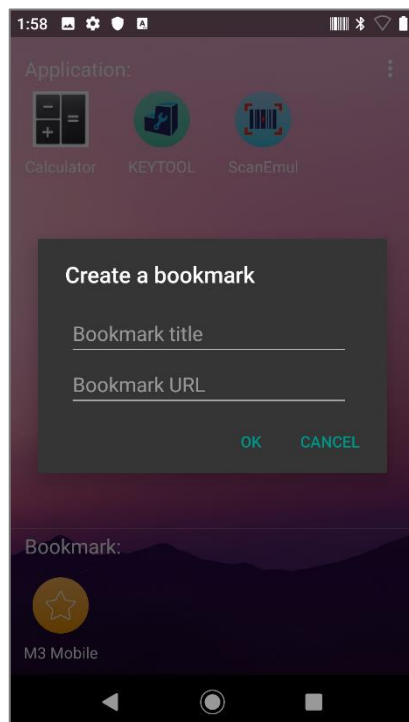 1:58
A
Application:
Calculator KEYTOOL ScanEmul
Create a bookmark
Bookmark title
Bookmark URL
OK CANCEL
Bookmark:
M3 Mobile